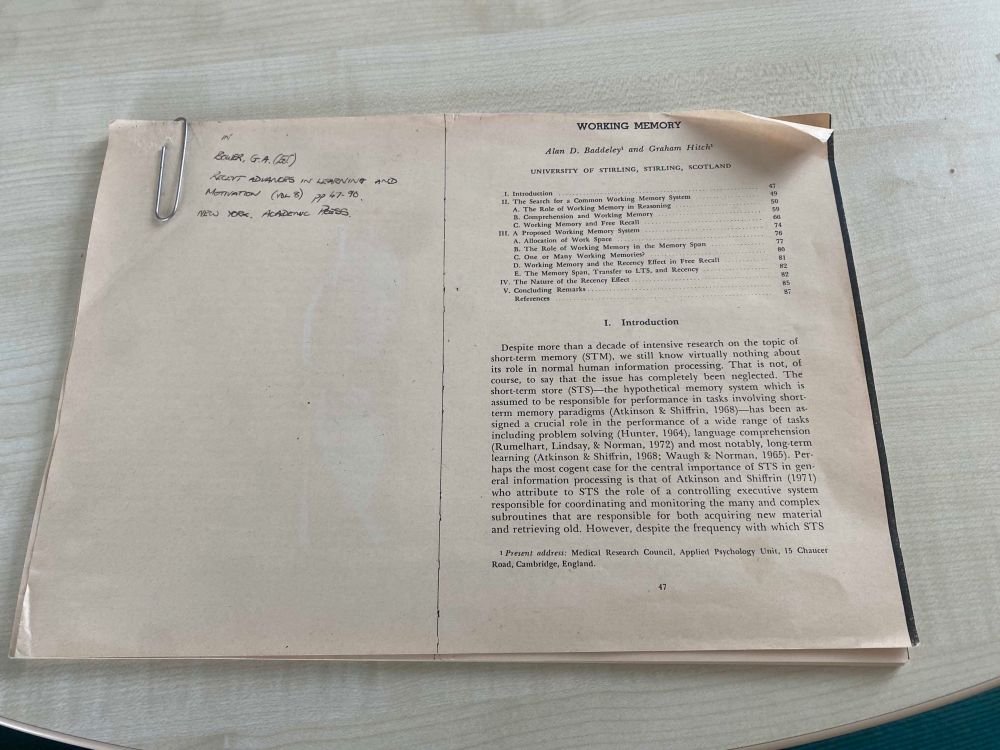 IN
BOWER, G.A. (ED)
RECENT ADVANCES IN LEARNING AND
MOTIVATION (VOL 8) pp 47-90.
NEW YORK. ACADEMIC PRESS.
WORKING MEMORY
Alan D. Baddeley¹ and Graham Hitch¹
UNIVERSITY OF STIRLING, STIRLING, SCOTLAND
I. Introduction 47
II. The Search for a Common Working Memory System 49
A. The Role of Working Memory in Reasoning 50
B. Comprehension and Working Memory 59
C. Working Memory and Free Recall 66
III. A Proposed Working Memory System 74
A. Allocation of Work Space 76
B. The Role of Working Memory in the Memory Span 77
C. One or Many Working Memories? 80
D. Working Memory and the Recency Effect in Free Recall 81
E. The Memory Span, Transfer to LTS, and Recency 82
IV. The Nature of the Recency Effect 82
V. Concluding Remarks 85
References 87
I. Introduction
Despite more than a decade of intensive research on the topic of
short-term memory (STM), we still know virtually nothing about
its role in normal human information processing. That is not, of
course, to say that the issue has completely been neglected. The
short-term store (STS)—the hypothetical memory system which is
assumed to be responsible for performance in tasks involving short-
term memory paradigms (Atkinson & Shiffrin, 1968)—has been as-
signed a crucial role in the performance of a wide range of tasks
including problem solving (Hunter, 1964), language comprehension
(Rumelhart, Lindsay, & Norman, 1972) and most notably, long-term
learning (Atkinson & Shiffrin, 1968; Waugh & Norman, 1965). Per-
haps the most cogent case for the central importance of STS in gen-
eral information processing is that of Atkinson and Shiffrin (1971)
who attribute to STS the role of a controlling executive system
responsible for coordinating and monitoring the many and complex
subroutines that are responsible for both acquiring new material
and retrieving old. However, despite the frequency with which STS
¹ Present address: Medical Research Council, Applied Psychology Unit, 15 Chaucer
Road, Cambridge, England.
47